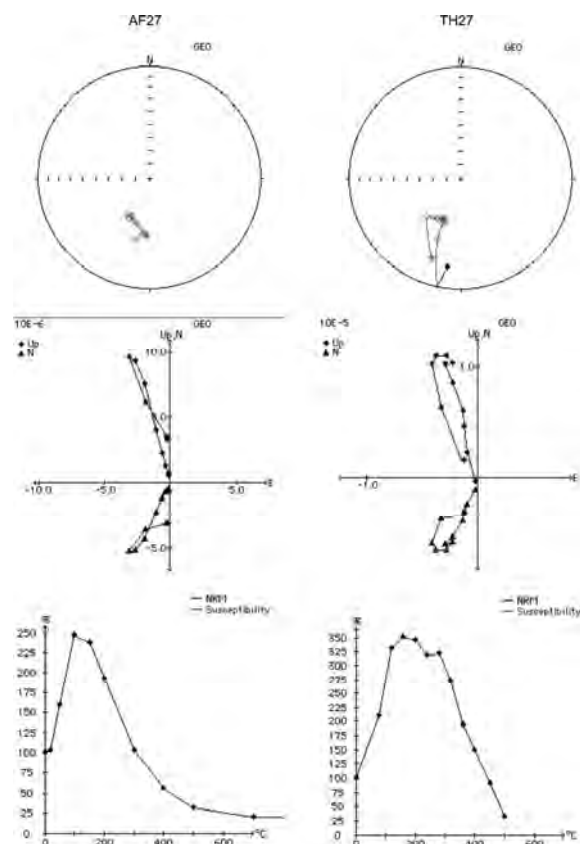 AF27 TH27
GEO GEO
N N
10E-6 GEO 10E-5 GEO
Up,N Up,N
Up Up
N N
10.0 1.0
-10.0 -5.0 5.0 E -1.0 E
-5.0
NRM NRM
Susceptibility Susceptibility
250 350
225 325
200 300
175 275
150 250
125 225
100 200
75 175
50 150
25 125
0 100
75
50
25
0
0 200 400 600 °C 0 200 400 600 °C